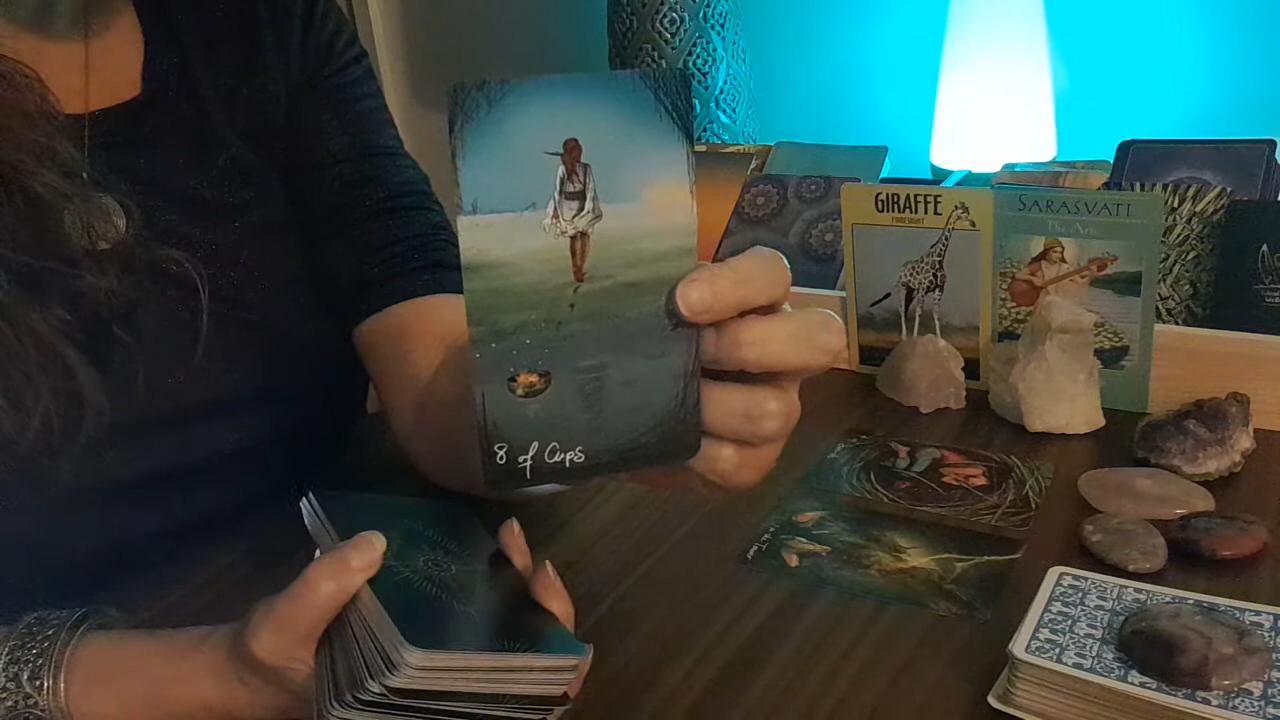 GIRAFFE
FORESIGHT
SARASVATI
The Arts
8 of Cups